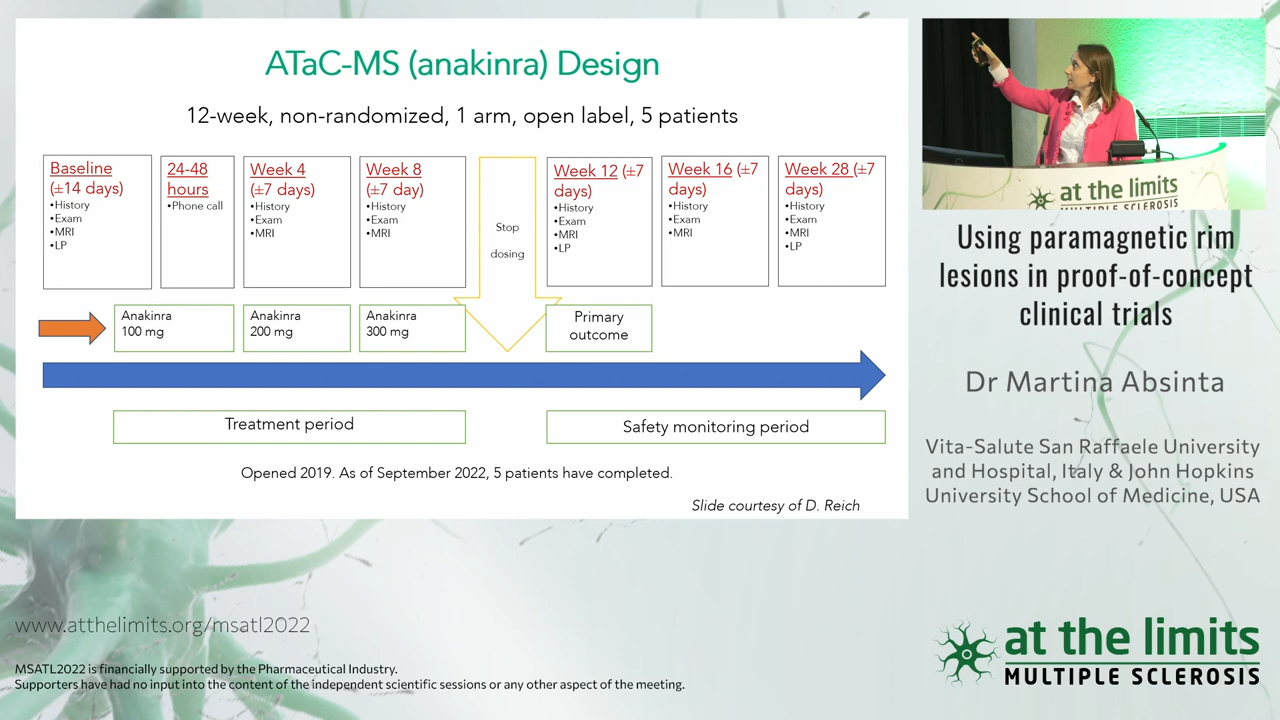 ATaC-MS (anakinra) Design
12-week, non-randomized, 1 arm, open label, 5 patients
Baseline
(±14 days)
•History
•Exam
•MRI
•LP
24-48
hours
•Phone call
Week 4
(±7 days)
•History
•Exam
•MRI
Week 8
(±7 day)
•History
•Exam
•MRI
Stop
dosing
Week 12 (±7
days)
•History
•Exam
•MRI
•LP
Week 16 (±7
days)
•History
•Exam
•MRI
Week 28 (±7
days)
•History
•Exam
•MRI
•LP
Anakinra
100 mg
Anakinra
200 mg
Anakinra
300 mg
Primary
outcome
Treatment period
Safety monitoring period
Opened 2019. As of September 2022, 5 patients have completed.
Slide courtesy of D. Reich
at the limits
MULTIPLE SCLEROSIS
Using paramagnetic rim
lesions in proof-of-concept
clinical trials
Dr Martina Absinta
Vita-Salute San Raffaele University
and Hospital, Italy & John Hopkins
University School of Medicine, USA
www.atthelimits.org/msatl2022
MSATL2022 is financially supported by the Pharmaceutical Industry.
Supporters have had no input into the content of the independent scientific sessions or any other aspect of the meeting.
at the limits
MULTIPLE SCLEROSIS